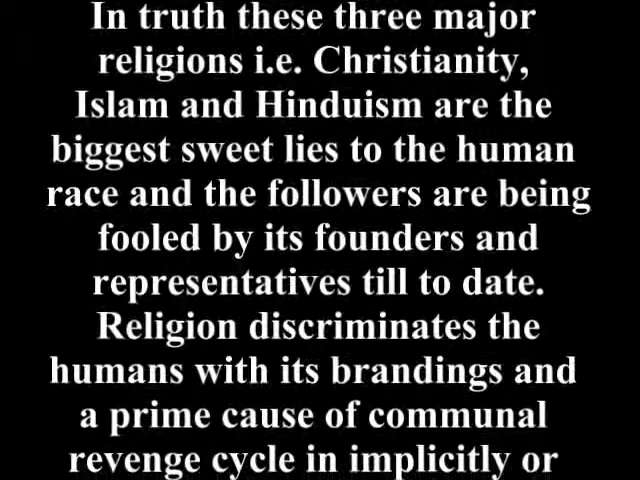 In truth these three major
religions i.e. Christianity,
Islam and Hinduism are the
biggest sweet lies to the human
race and the followers are being
fooled by its founders and
representatives till to date.
Religion discriminates the
humans with its brandings and
a prime cause of communal
revenge cycle in implicitly or